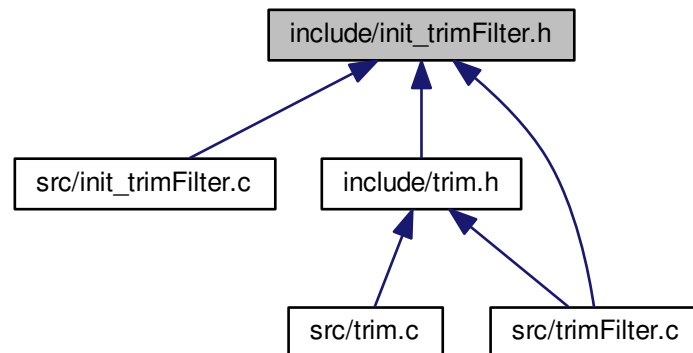 include/init_trimFilter.h
src/init_trimFilter.c
include/trim.h
src/trim.c
src/trimFilter.c